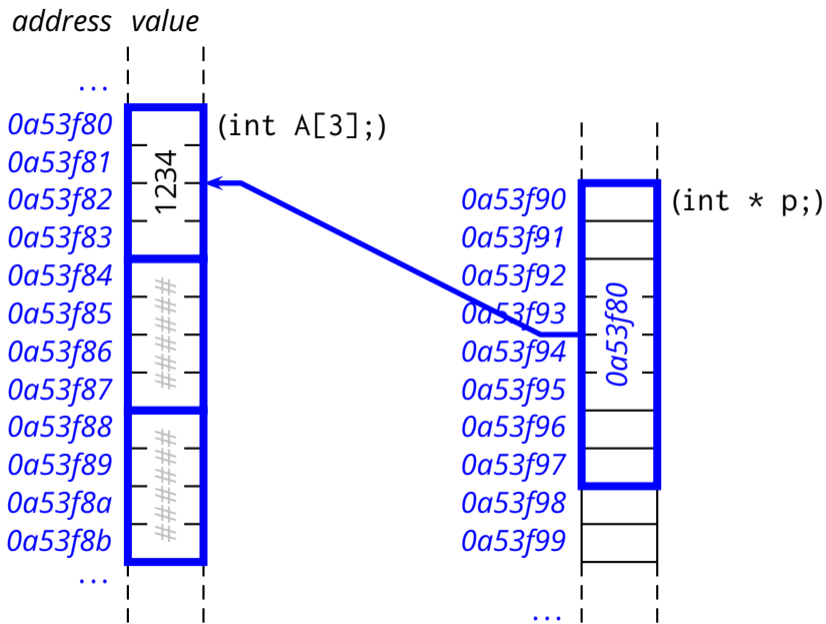 address value
...
0a53f80 (int A[3];)
0a53f81
0a53f82
0a53f83
1234
0a53f84
0a53f85
0a53f86
0a53f87
####
0a53f88
0a53f89
0a53f8a
0a53f8b
####
...
0a53f90 (int * p;)
0a53f91
0a53f92
0a53f93
0a53f94
0a53f95
0a53f96
0a53f97
0a53f80
0a53f98
0a53f99
...